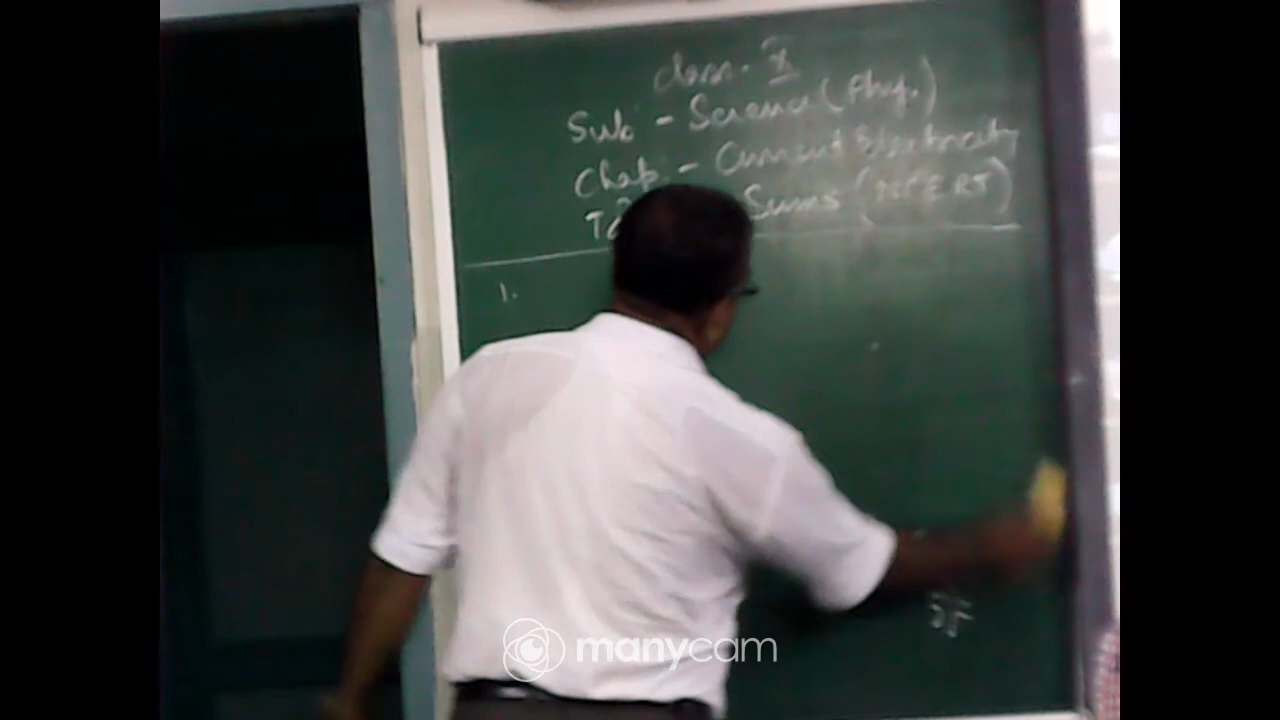 Class - X
Sub - Science (Phy.)
Chap - Current Electricity
Sums (NCERT)
1.
manycam